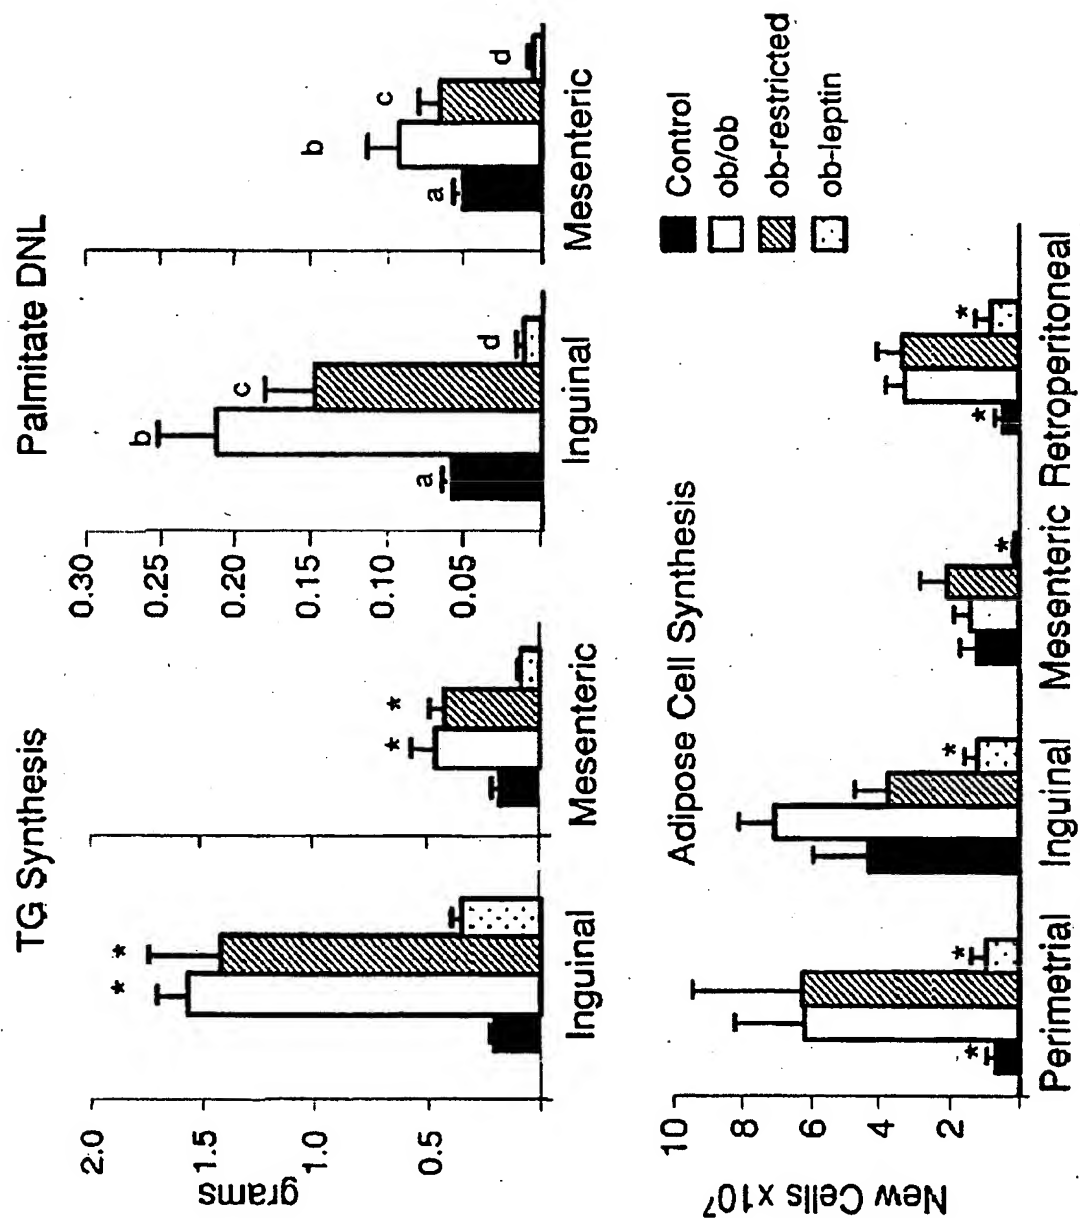 TG Synthesis
Palmitate DNL
2.0
1.5
1.0
0.5
grams
* *
* *
Inguinal
Mesenteric
0.30
0.25
0.20
0.15
0.10
0.05
a b c d
a b c d
Inguinal
Mesenteric
Adipose Cell Synthesis
10
8
6
4
2
New Cells x10⁷
* *
*
*
* *
Perimetrial Inguinal Mesenteric Retroperitoneal
Control
ob/ob
ob-restricted
ob-leptin